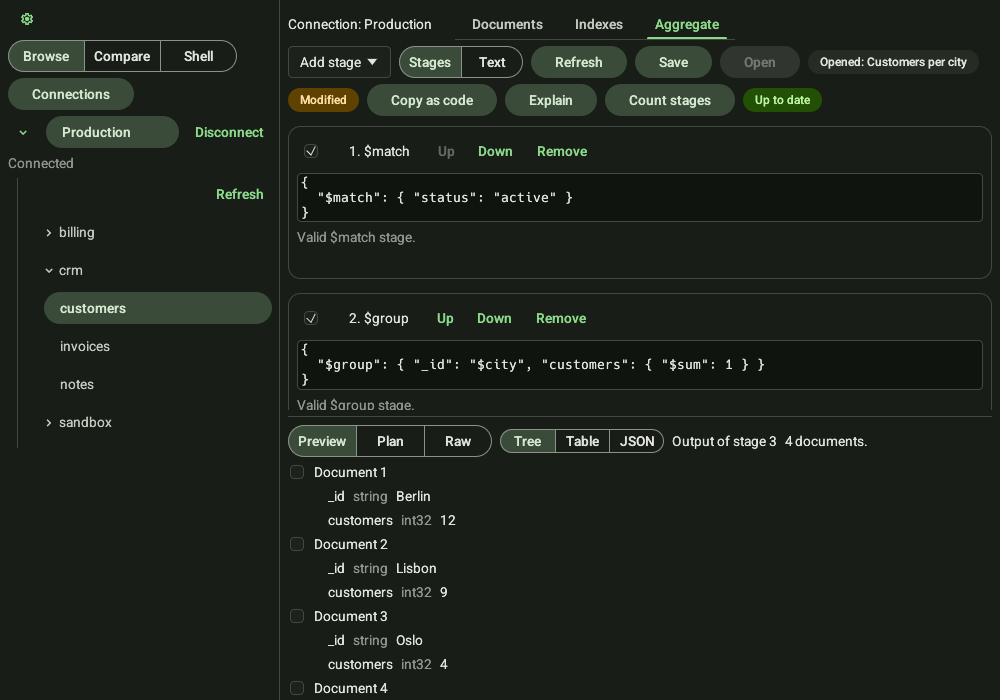 Browse Compare Shell
Connections
Production Disconnect
Connected
Refresh
billing
crm
customers
invoices
notes
sandbox
Connection: Production Documents Indexes Aggregate
Add stage Stages Text Refresh Save Open Opened: Customers per city
Modified Copy as code Explain Count stages Up to date
1. $match Up Down Remove
{
"$match": { "status": "active" }
}
Valid $match stage.
2. $group Up Down Remove
{
"$group": { "_id": "$city", "customers": { "$sum": 1 } }
}
Valid $group stage.
Preview Plan Raw Tree Table JSON Output of stage 3 4 documents.
Document 1
_id string Berlin
customers int32 12
Document 2
_id string Lisbon
customers int32 9
Document 3
_id string Oslo
customers int32 4
Document 4